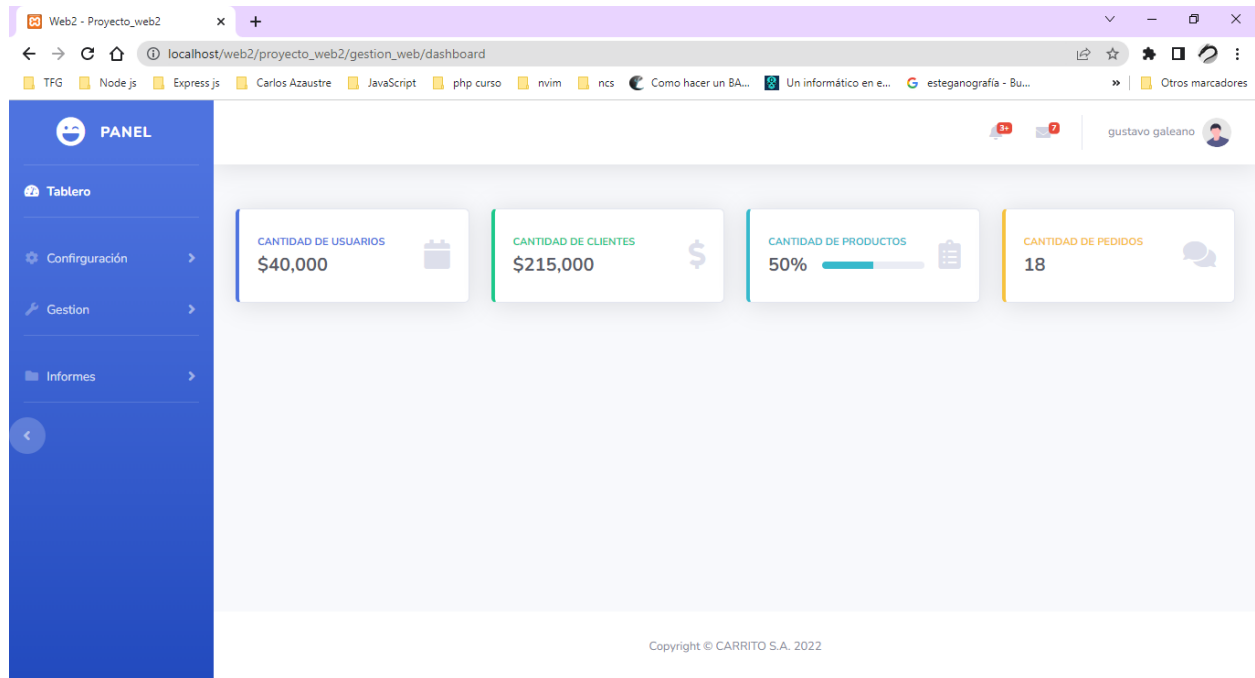 Web2 - Proyecto_web2
localhost/web2/proyecto_web2/gestion_web/dashboard
TFG Node js Express js Carlos Azaustre JavaScript php curso nvim ncs Como hacer un BA... Un informático en e... esteganografía - Bu... » Otros marcadores
PANEL
3+ 7 gustavo galeano
Tablero
Confirguración
Gestion
Informes
CANTIDAD DE USUARIOS
$40,000
CANTIDAD DE CLIENTES
$215,000
CANTIDAD DE PRODUCTOS
50%
CANTIDAD DE PEDIDOS
18
Copyright © CARRITO S.A. 2022